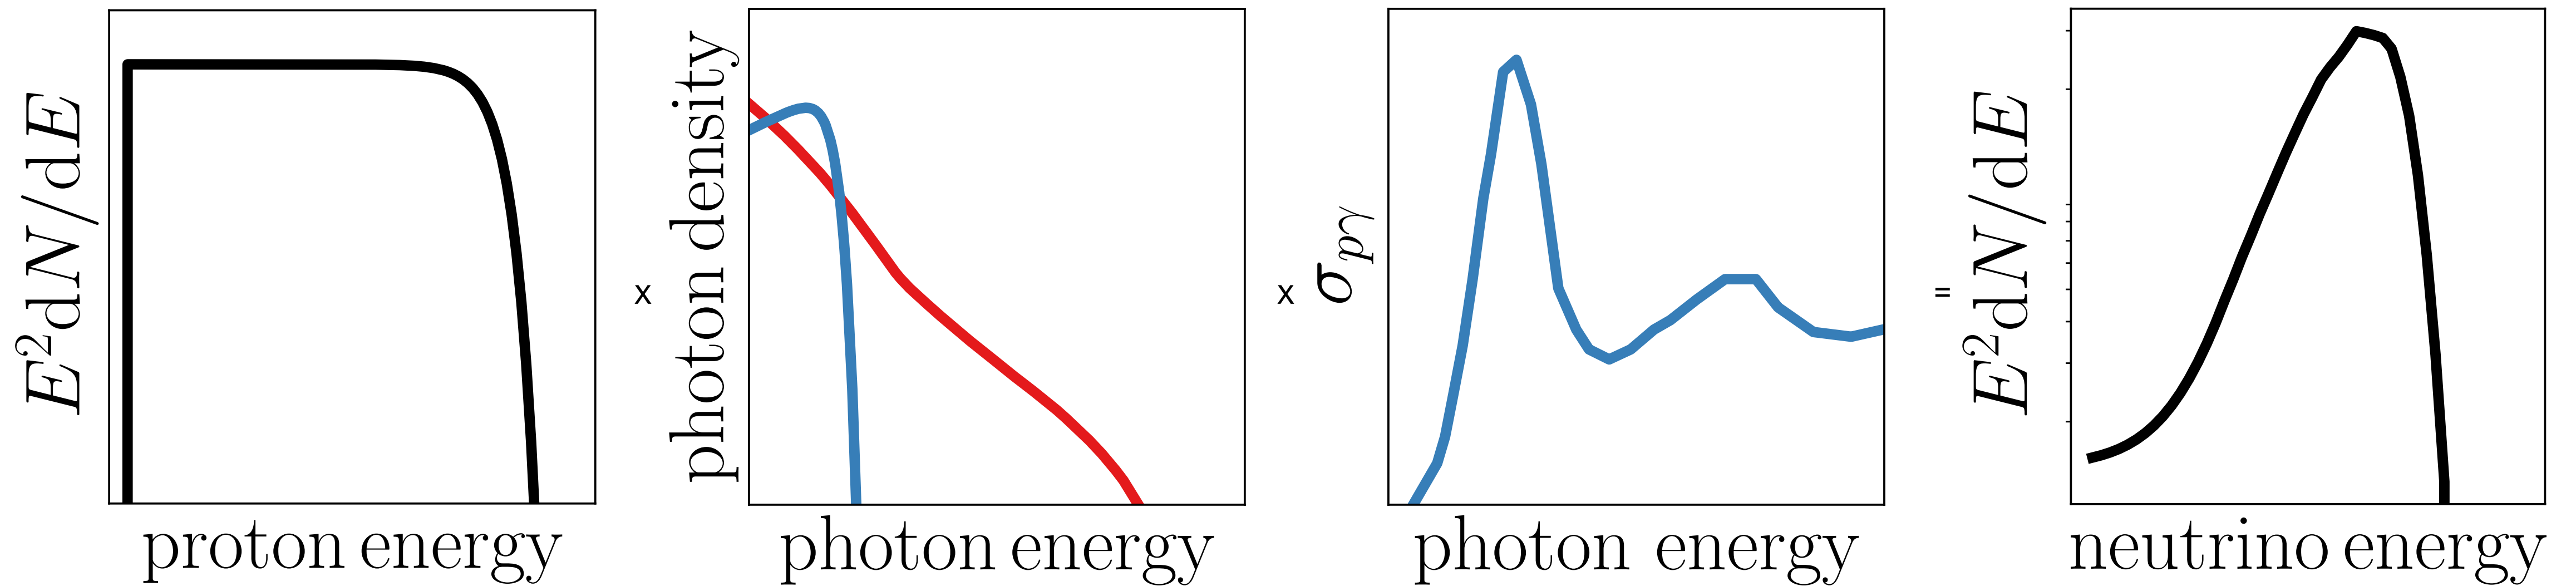 E²dN/dE
proton energy
x
photon density
photon energy
x
σₚᵧ
photon energy
=
E²dN/dE
neutrino energy